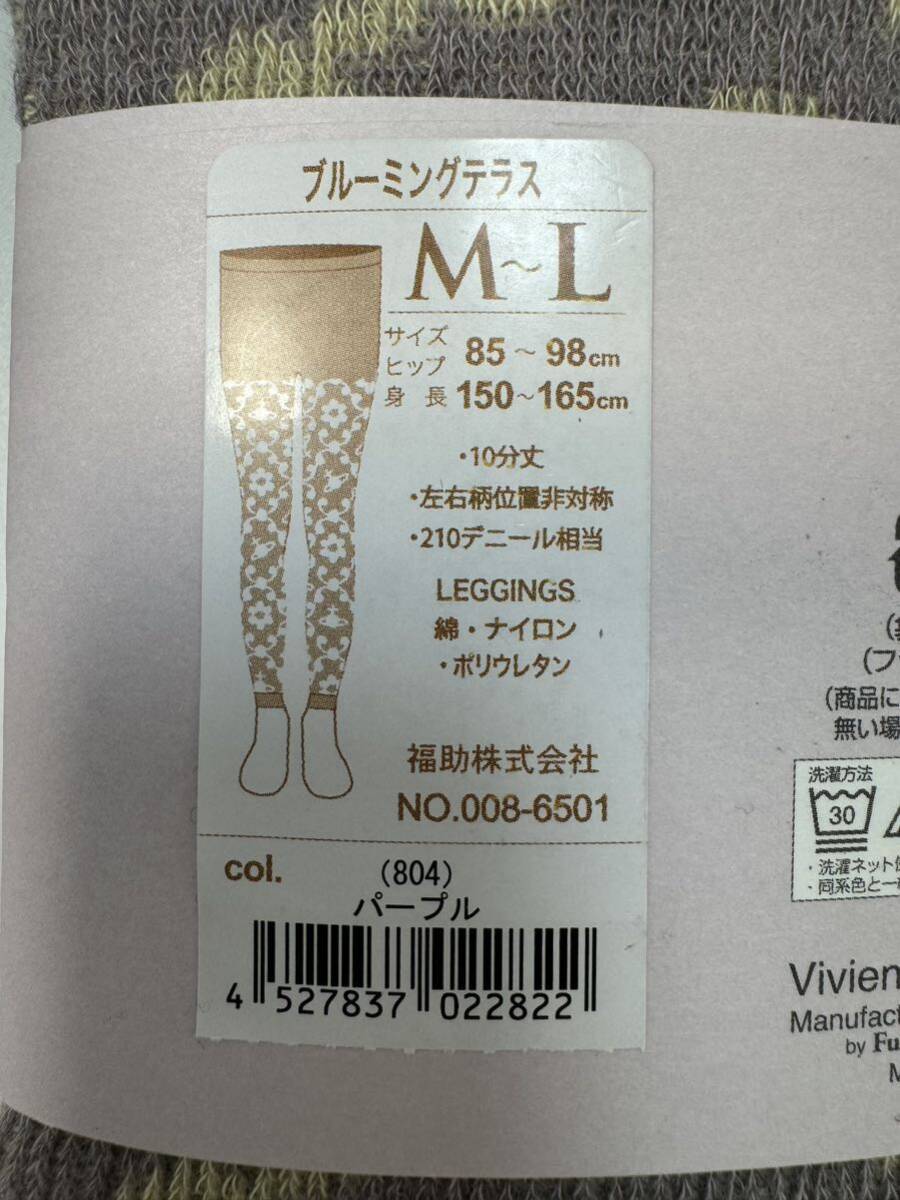 ブルーミングテラス
M～L
サイズ
ヒップ 85～98cm
身長 150～165cm
・10分丈
・左右柄位置非対称
・210デニール相当
LEGGINGS
綿・ナイロン
・ポリウレタン
福助株式会社
NO.008-6501
col. (804)
パープル
4 527837 022822
(フ
(商品に
無い場
洗濯方法
30
・洗濯ネット
・同系色と一
Vivien
Manufact
by Fu
M